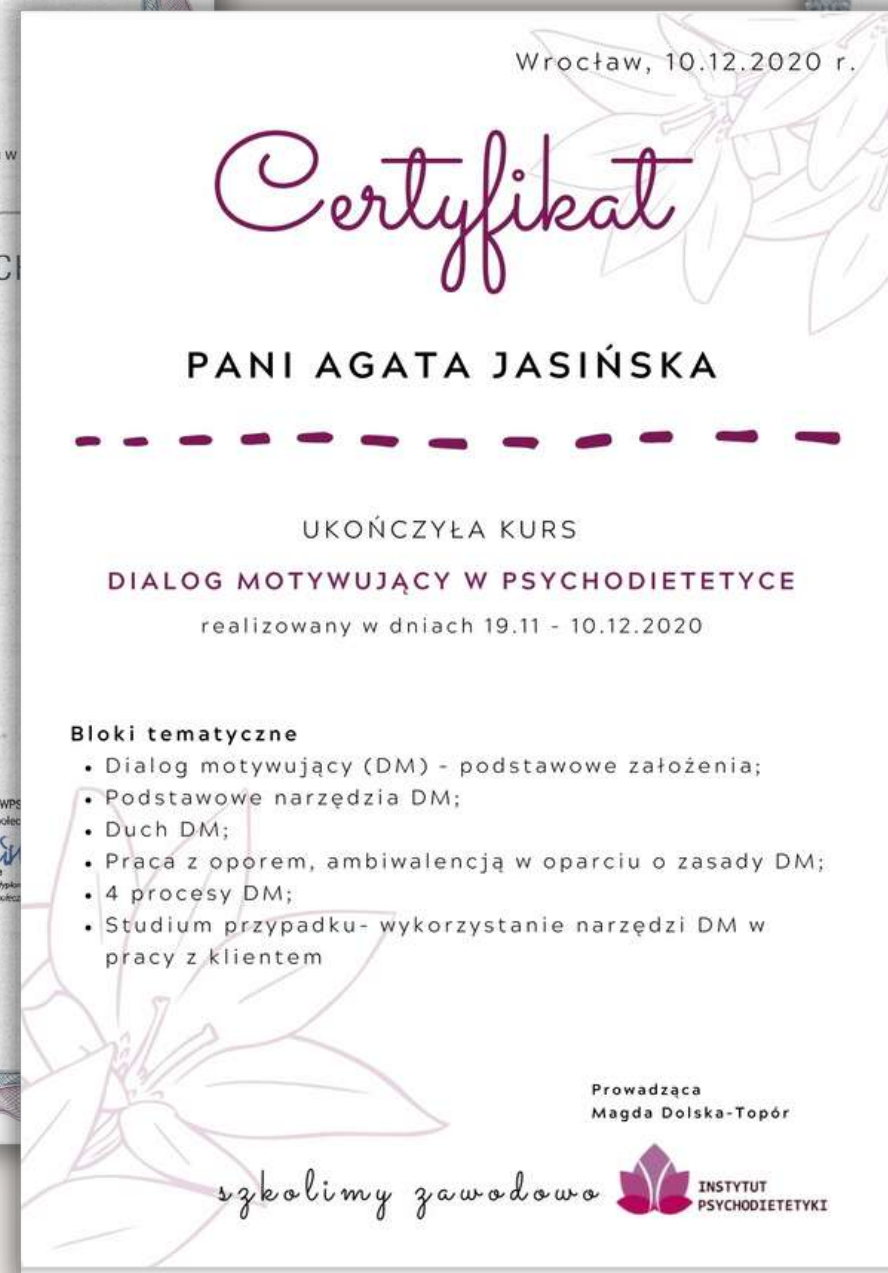 Wrocław, 10.12.2020 r.
Certyfikat
PANI AGATA JASIŃSKA
UKOŃCZYŁA KURS
DIALOG MOTYWUJĄCY W PSYCHODIETETYCE
realizowany w dniach 19.11 - 10.12.2020
Bloki tematyczne
• Dialog motywujący (DM) - podstawowe założenia;
• Podstawowe narzędzia DM;
• Duch DM;
• Praca z oporem, ambiwalencją w oparciu o zasady DM;
• 4 procesy DM;
• Studium przypadku- wykorzystanie narzędzi DM w
pracy z klientem
Prowadząca
Magda Dolska-Topór
szkolimy zawodowo
INSTYTUT
PSYCHODIETETYKI